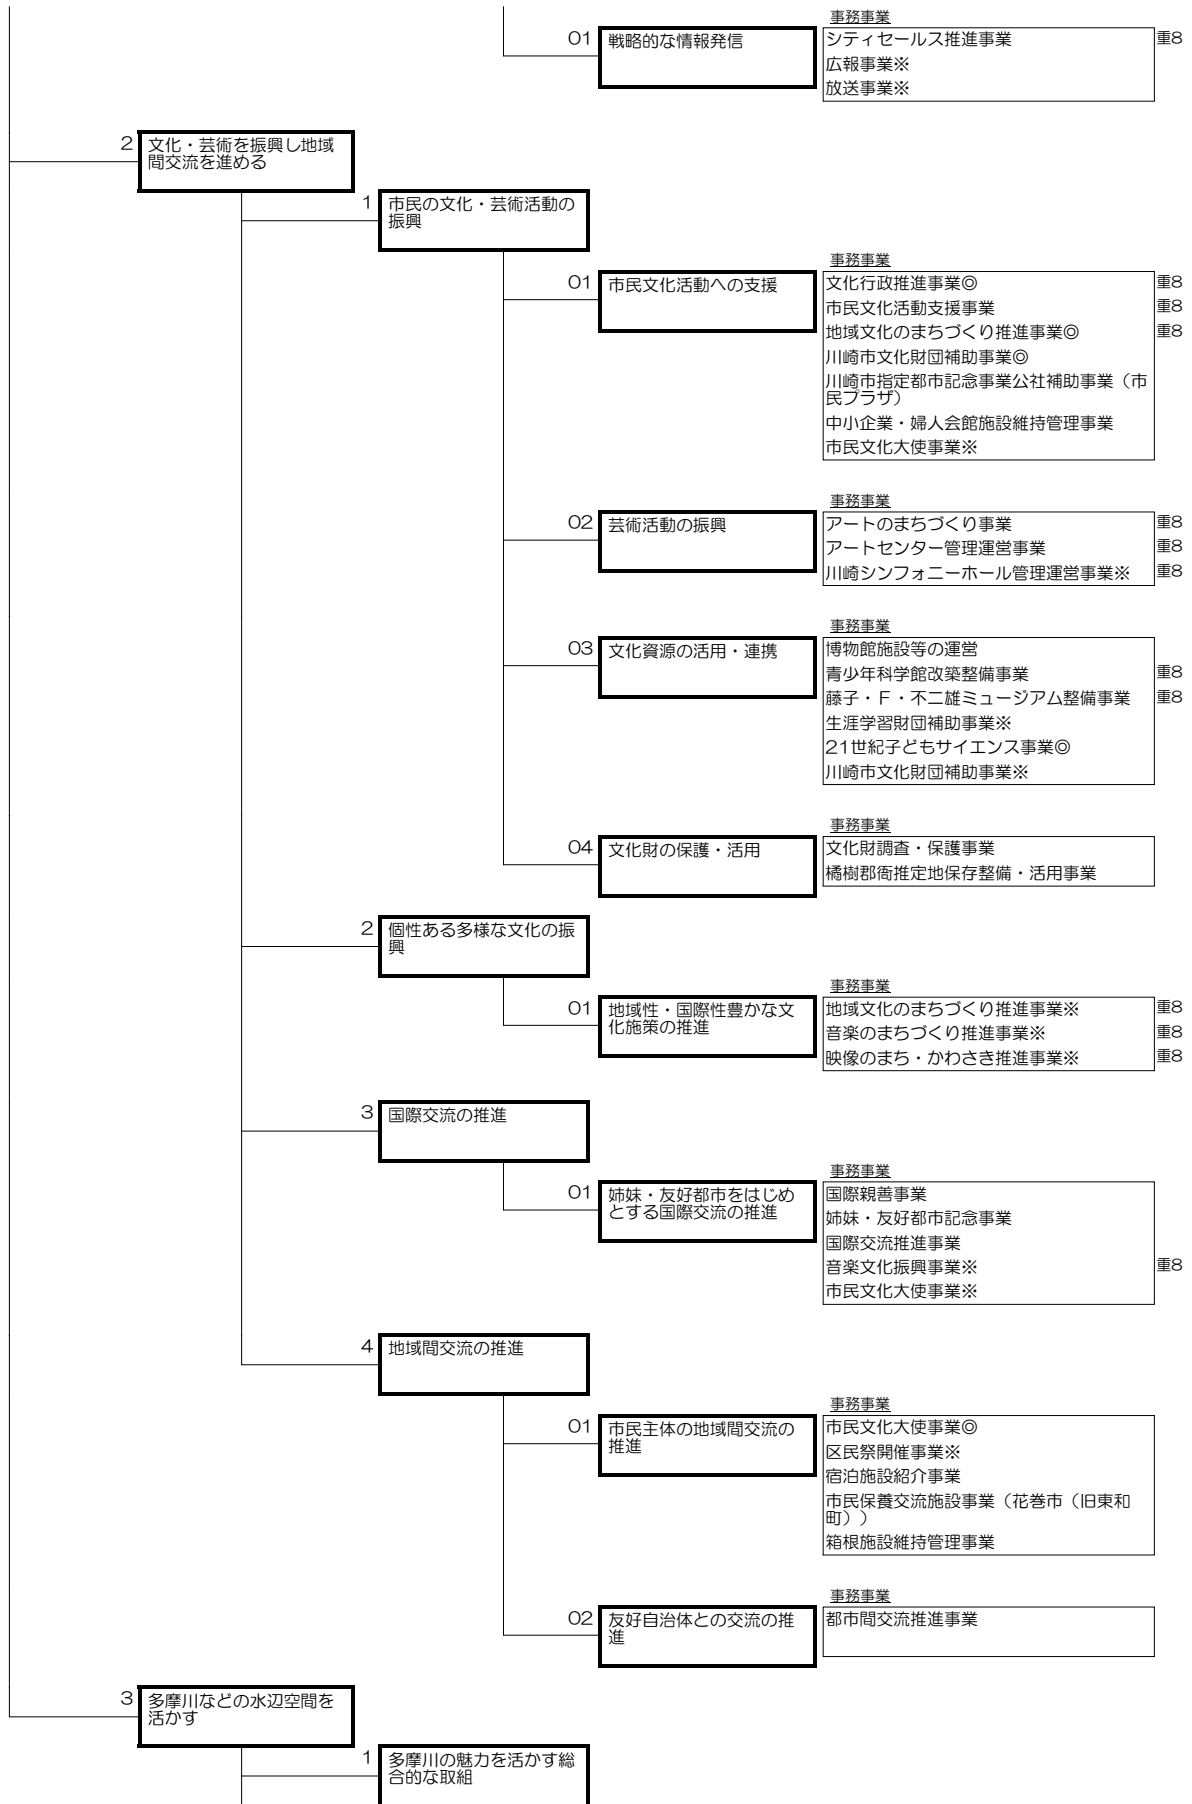 事務事業
01 戦略的な情報発信
シティセールス推進事業 重8
広報事業※
放送事業※
2 文化・芸術を振興し地域
間交流を進める
1 市民の文化・芸術活動の
振興
事務事業
01 市民文化活動への支援
文化行政推進事業◎ 重8
市民文化活動支援事業 重8
地域文化のまちづくり推進事業◎ 重8
川崎市文化財団補助事業◎
川崎市指定都市記念事業公社補助事業（市
民プラザ）
中小企業・婦人会館施設維持管理事業
市民文化大使事業※
事務事業
02 芸術活動の振興
アートのまちづくり事業 重8
アートセンター管理運営事業 重8
川崎シンフォニーホール管理運営事業※ 重8
事務事業
03 文化資源の活用・連携
博物館施設等の運営
青少年科学館改築整備事業 重8
藤子・F・不二雄ミュージアム整備事業 重8
生涯学習財団補助事業※
21世紀子どもサイエンス事業◎
川崎市文化財団補助事業※
事務事業
04 文化財の保護・活用
文化財調査・保護事業
橘樹郡衙推定地保存整備・活用事業
2 個性ある多様な文化の振
興
事務事業
01 地域性・国際性豊かな文
化施策の推進
地域文化のまちづくり推進事業※ 重8
音楽のまちづくり推進事業※ 重8
映像のまち・かわさき推進事業※ 重8
3 国際交流の推進
事務事業
01 姉妹・友好都市をはじめ
とする国際交流の推進
国際親善事業
姉妹・友好都市記念事業
国際交流推進事業
音楽文化振興事業※ 重8
市民文化大使事業※
4 地域間交流の推進
事務事業
01 市民主体の地域間交流の
推進
市民文化大使事業◎
区民祭開催事業※
宿泊施設紹介事業
市民保養交流施設事業（花巻市（旧東和
町））
箱根施設維持管理事業
事務事業
02 友好自治体との交流の推
進
都市間交流推進事業
3 多摩川などの水辺空間を
活かす
1 多摩川の魅力を活かす総
合的な取組